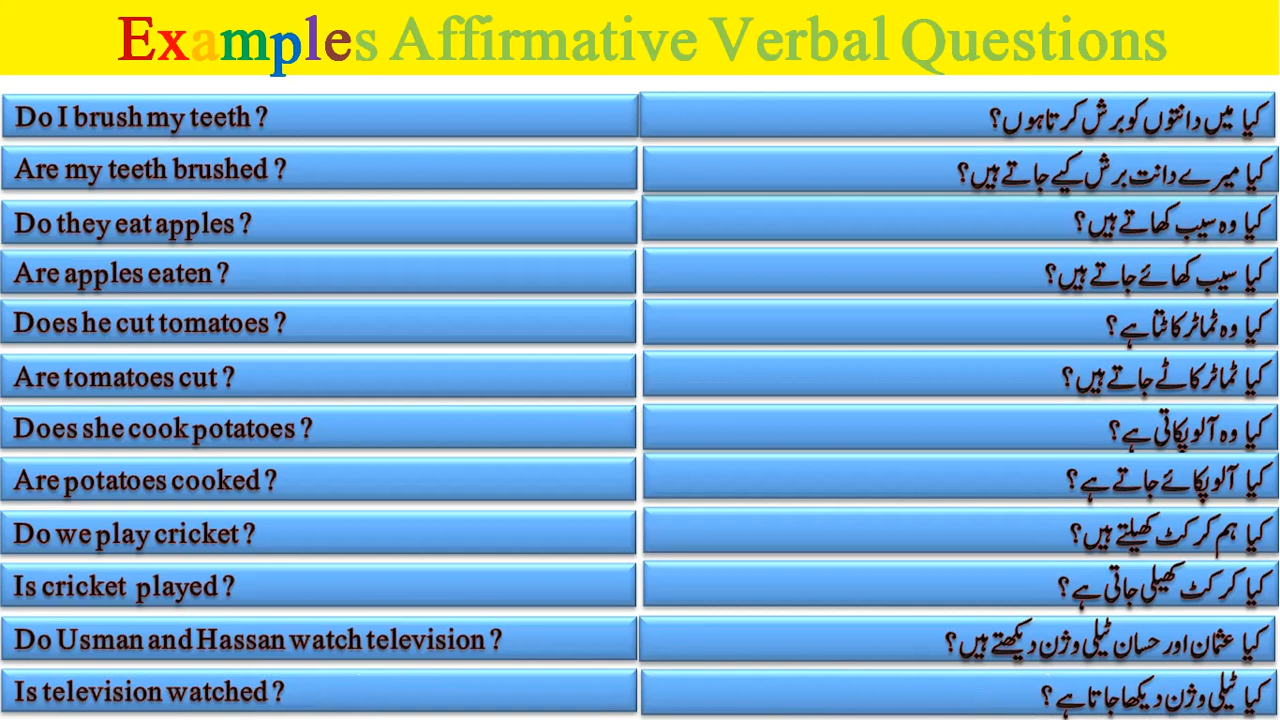 Examples Affirmative Verbal Questions
Do I brush my teeth ?
کیا میں دانتوں کو برش کرتا ہوں؟
Are my teeth brushed ?
کیا میرے دانت برش کیے جاتے ہیں؟
Do they eat apples ?
کیا وہ سیب کھاتے ہیں؟
Are apples eaten ?
کیا سیب کھائے جاتے ہیں؟
Does he cut tomatoes ?
کیا وہ ٹماٹر کاٹتا ہے ؟
Are tomatoes cut ?
کیا ٹماٹر کاٹے جاتے ہیں؟
Does she cook potatoes ?
کیا وہ آلو پکاتی ہے؟
Are potatoes cooked ?
کیا آلو پکائے جاتے ہے ؟
Do we play cricket ?
کیا ہم کرکٹ کھیلتے ہیں؟
Is cricket played ?
کیا کرکٹ کھیلی جاتی ہے ؟
Do Usman and Hassan watch television ?
کیا عثمان اور حسان ٹیلی وژن دیکھتے ہیں؟
Is television watched ?
کیا ٹیلی وژن دیکھا جاتا ہے ؟